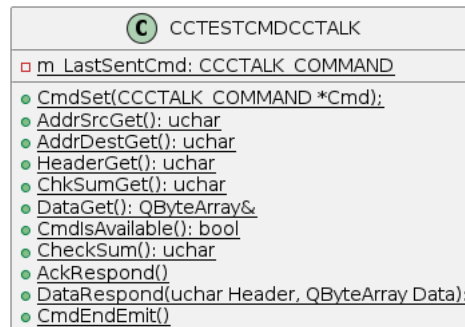 C CCTESTCMDCCTALK
m_LastSentCmd: CCCTALK_COMMAND
CmdSet(CCCTALK_COMMAND *Cmd);
AddrSrcGet(): uchar
AddrDestGet(): uchar
HeaderGet(): uchar
ChkSumGet(): uchar
DataGet(): QByteArray&
CmdIsAvailable(): bool
CheckSum(): uchar
AckRespond()
DataRespond(uchar Header, QByteArray Data);
CmdEndEmit()